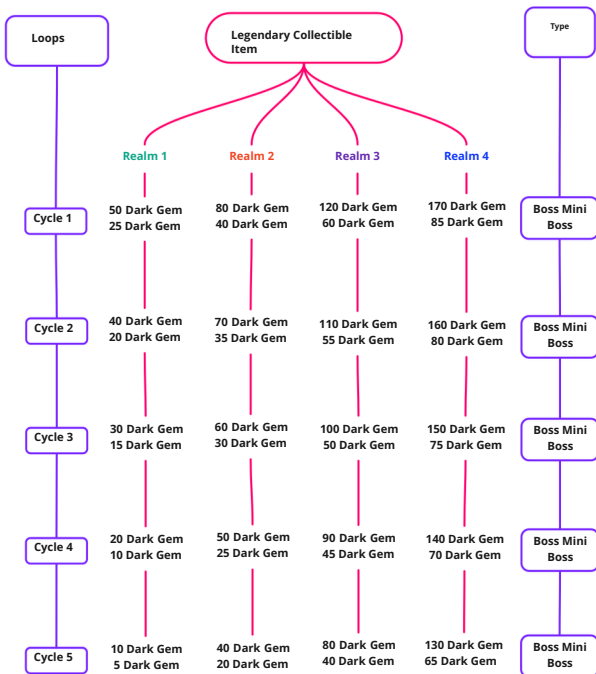 Loops
Legendary Collectible
Item
Type
Realm 1
Realm 2
Realm 3
Realm 4
Cycle 1
50 Dark Gem
25 Dark Gem
80 Dark Gem
40 Dark Gem
120 Dark Gem
60 Dark Gem
170 Dark Gem
85 Dark Gem
Boss Mini
Boss
Cycle 2
40 Dark Gem
20 Dark Gem
70 Dark Gem
35 Dark Gem
110 Dark Gem
55 Dark Gem
160 Dark Gem
80 Dark Gem
Boss Mini
Boss
Cycle 3
30 Dark Gem
15 Dark Gem
60 Dark Gem
30 Dark Gem
100 Dark Gem
50 Dark Gem
150 Dark Gem
75 Dark Gem
Boss Mini
Boss
Cycle 4
20 Dark Gem
10 Dark Gem
50 Dark Gem
25 Dark Gem
90 Dark Gem
45 Dark Gem
140 Dark Gem
70 Dark Gem
Boss Mini
Boss
Cycle 5
10 Dark Gem
5 Dark Gem
40 Dark Gem
20 Dark Gem
80 Dark Gem
40 Dark Gem
130 Dark Gem
65 Dark Gem
Boss Mini
Boss